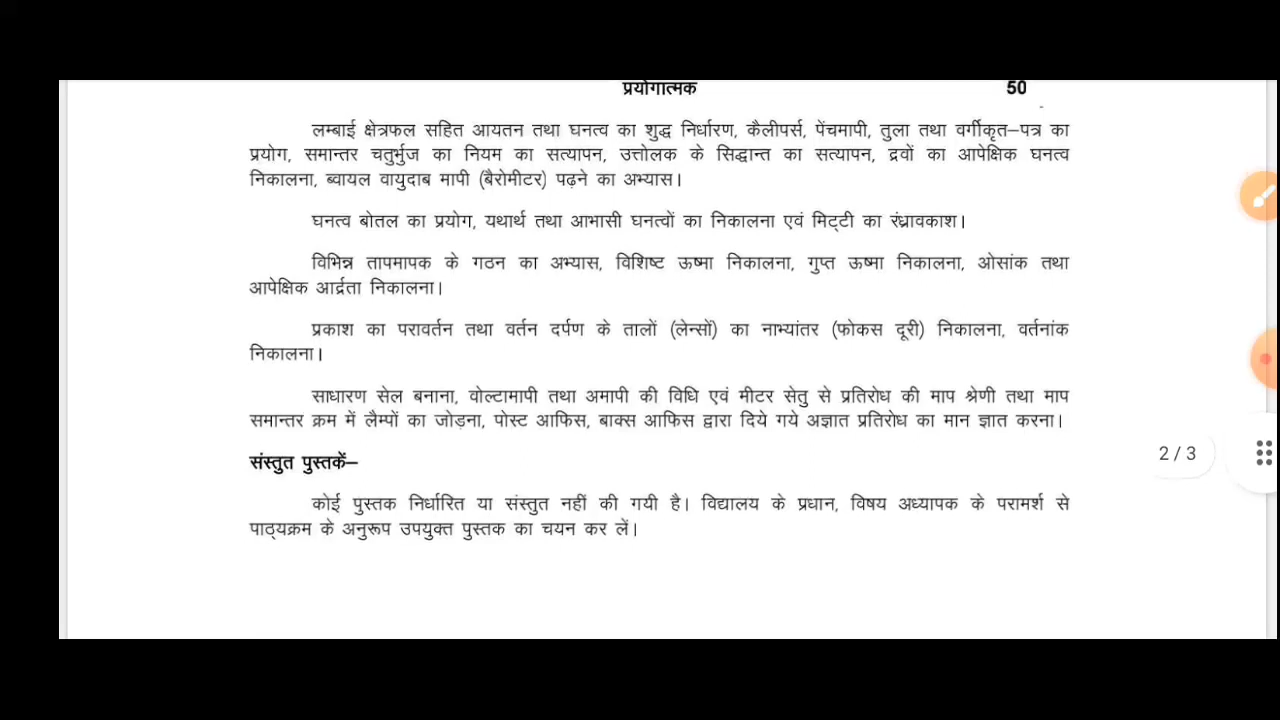 प्रयोगात्मक 50
लम्बाई क्षेत्रफल सहित आयतन तथा घनत्व का शुद्ध निर्धारण, कैलीपर्स, पेंचमापी, तुला तथा वर्गीकृत–पत्र का
प्रयोग, समान्तर चतुर्भुज का नियम का सत्यापन, उत्तोलक के सिद्धान्त का सत्यापन, द्रवों का आपेक्षिक घनत्व
निकालना, ब्वायल वायुदाब मापी (बैरोमीटर) पढ़ने का अभ्यास।
घनत्व बोतल का प्रयोग, यथार्थ तथा आभासी घनत्वों का निकालना एवं मिट्टी का रंध्रावकाश।
विभिन्न तापमापक के गठन का अभ्यास, विशिष्ट ऊष्मा निकालना, गुप्त ऊष्मा निकालना, ओसांक तथा
आपेक्षिक आर्द्रता निकालना।
प्रकाश का परावर्तन तथा वर्तन दर्पण के तालों (लेन्सों) का नाभ्यांतर (फोकस दूरी) निकालना, वर्तनांक
निकालना।
साधारण सेल बनाना, वोल्टामापी तथा अमापी की विधि एवं मीटर सेतु से प्रतिरोध की माप श्रेणी तथा माप
समान्तर क्रम में लैम्पों का जोड़ना, पोस्ट आफिस, बाक्स आफिस द्वारा दिये गये अज्ञात प्रतिरोध का मान ज्ञात करना।
2 / 3
संस्तुत पुस्तकें–
कोई पुस्तक निर्धारित या संस्तुत नहीं की गयी है। विद्यालय के प्रधान, विषय अध्यापक के परामर्श से
पाठ्यक्रम के अनुरूप उपयुक्त पुस्तक का चयन कर लें।